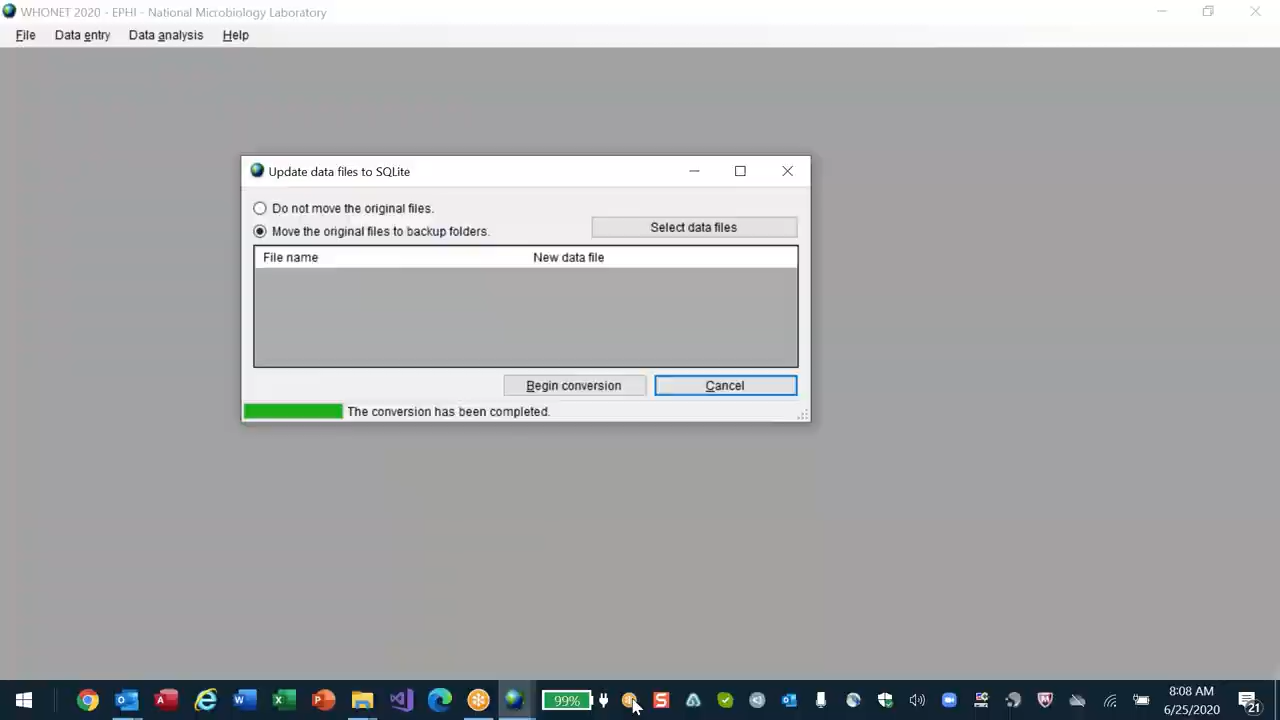 WHONET 2020 - EPHI - National Microbiology Laboratory
File Data entry Data analysis Help
Update data files to SQLite
Do not move the original files.
Move the original files to backup folders.
Select data files
File name New data file
Begin conversion Cancel
The conversion has been completed.
99%
8:08 AM
6/25/2020
21